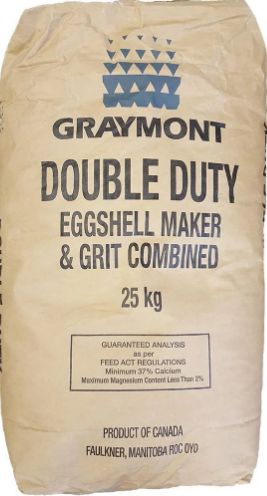 GRAYMONT
DOUBLE DUTY
EGGSHELL MAKER
& GRIT COMBINED
25 kg
GUARANTEED ANALYSIS
as per
FEED ACT REGULATIONS
Minimum 37% Calcium
Maximum Magnesium Content Less Than 2%
PRODUCT OF CANADA
FAULKNER, MANITOBA R0C 0Y0